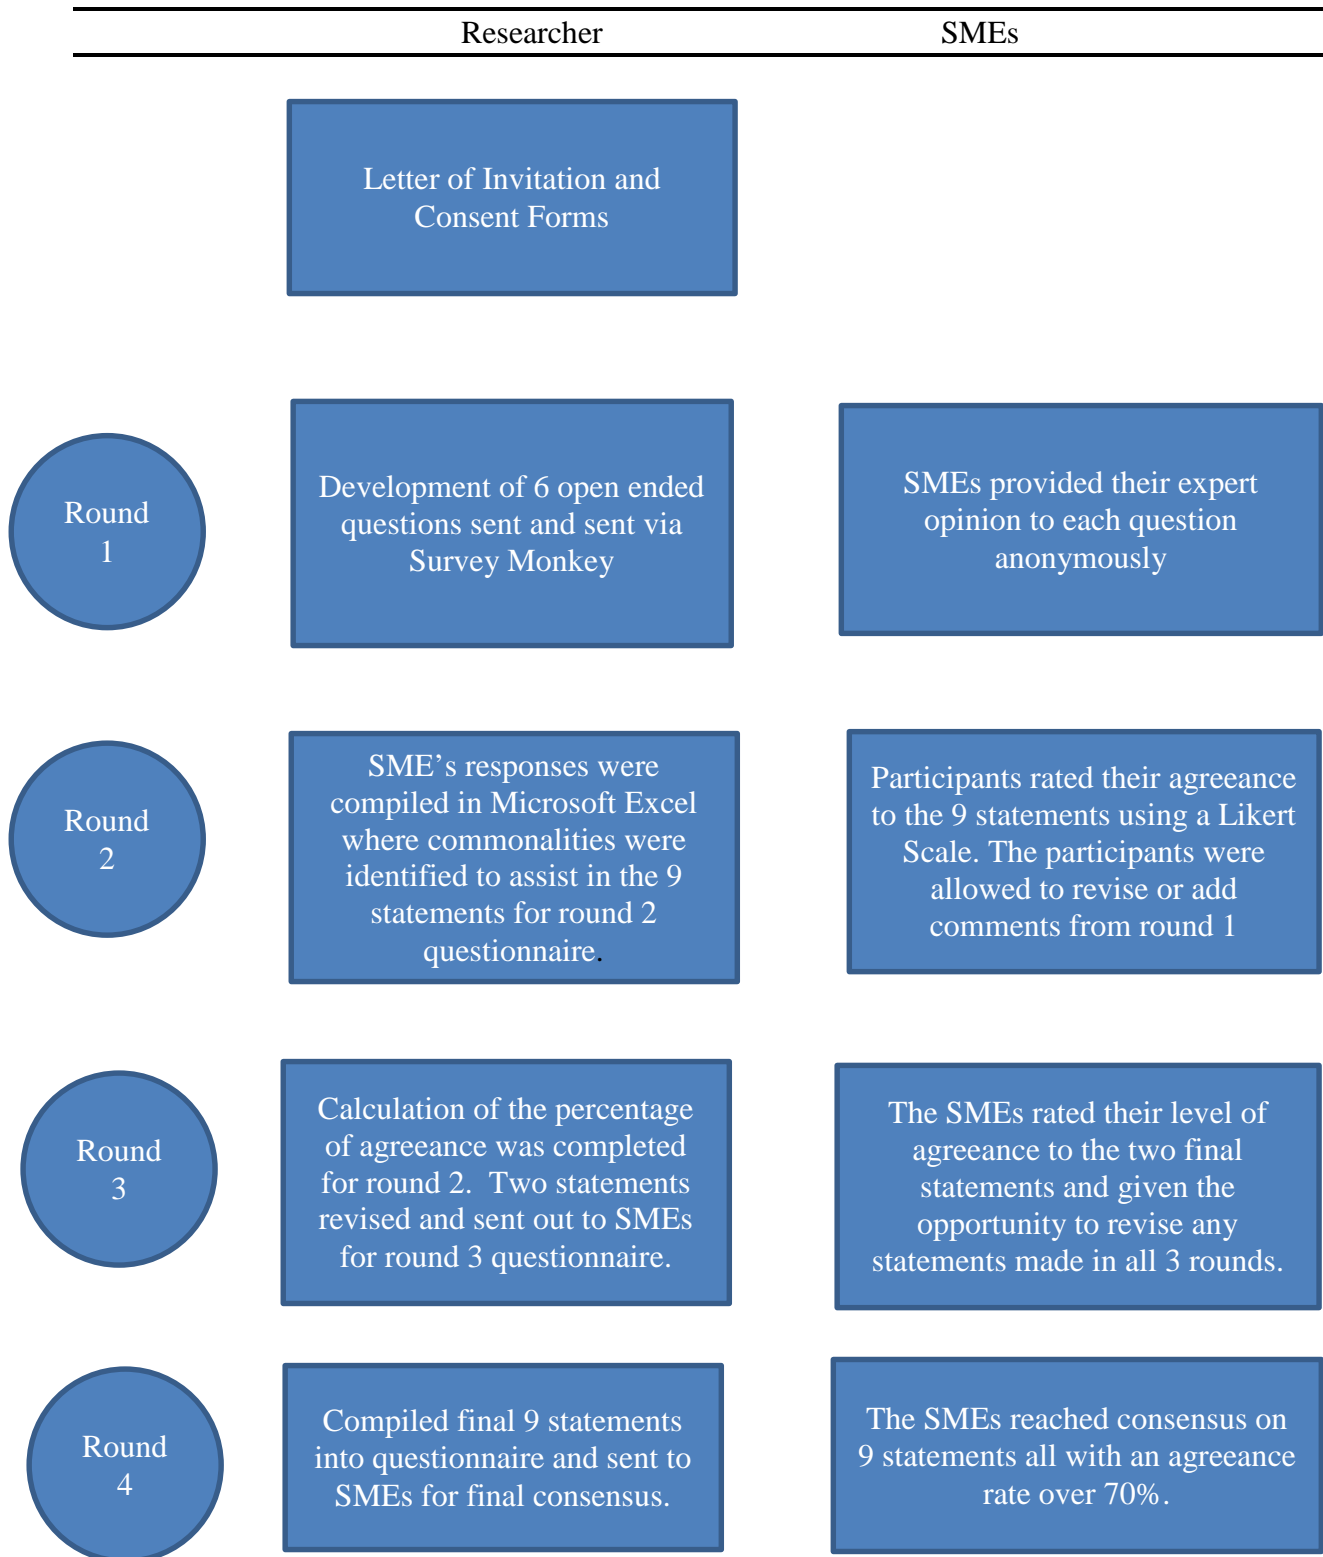 Researcher SMEs
Letter of Invitation and
Consent Forms
Round
1
Development of 6 open ended
questions sent and sent via
Survey Monkey
SMEs provided their expert
opinion to each question
anonymously
Round
2
SME’s responses were
compiled in Microsoft Excel
where commonalities were
identified to assist in the 9
statements for round 2
questionnaire.
Participants rated their agreeance
to the 9 statements using a Likert
Scale. The participants were
allowed to revise or add
comments from round 1
Round
3
Calculation of the percentage
of agreeance was completed
for round 2.  Two statements
revised and sent out to SMEs
for round 3 questionnaire.
The SMEs rated their level of
agreeance to the two final
statements and given the
opportunity to revise any
statements made in all 3 rounds.
Round
4
Compiled final 9 statements
into questionnaire and sent to
SMEs for final consensus.
The SMEs reached consensus on
9 statements all with an agreeance
rate over 70%.